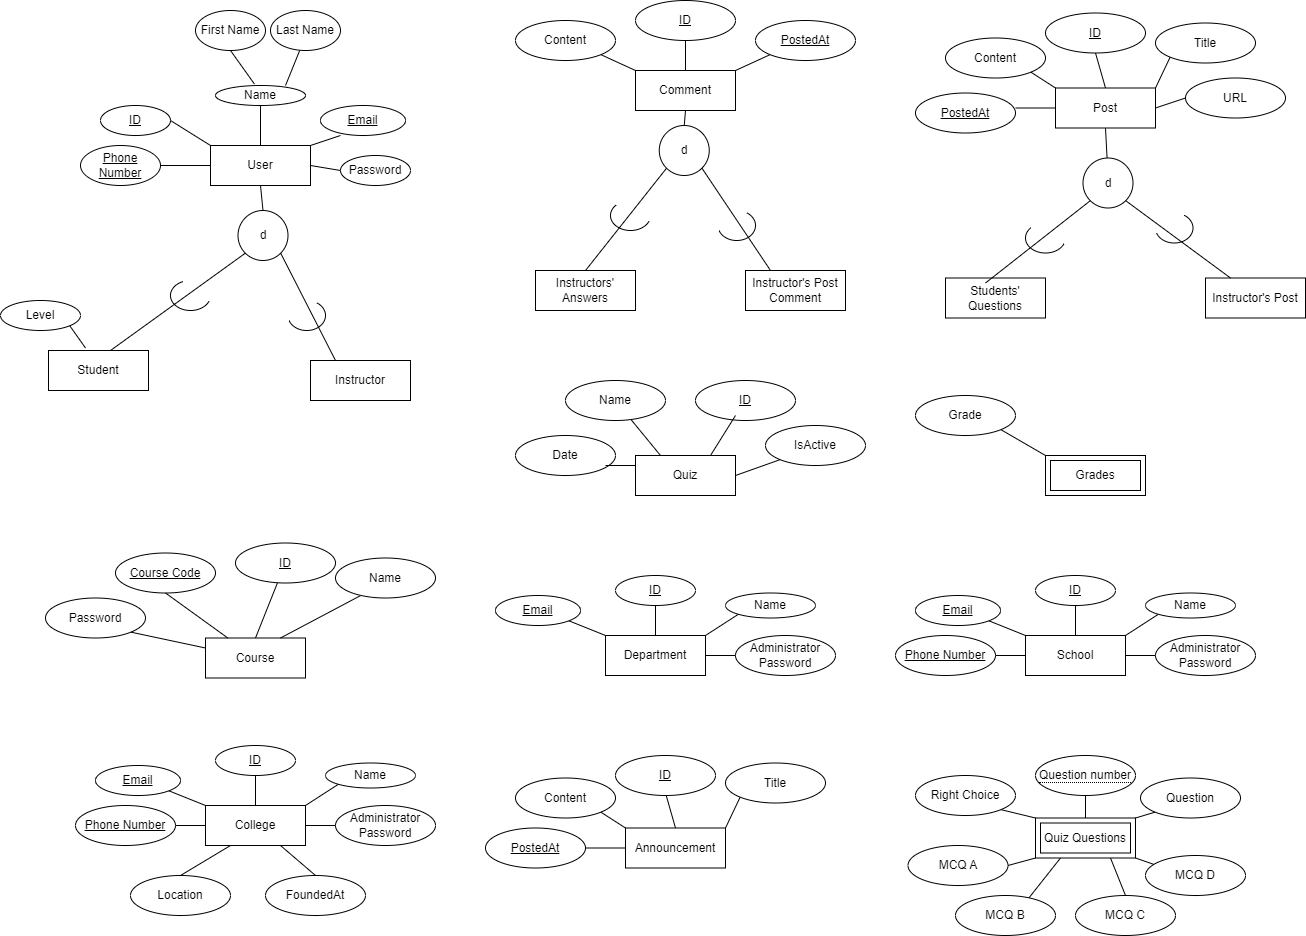 First Name
Last Name
Name
ID
Email
Phone
Number
User
Password
d
Level
Student
Instructor
ID
Content
PostedAt
Comment
d
Instructors'
Answers
Instructor's Post
Comment
ID
Title
Content
URL
PostedAt
Post
d
Students'
Questions
Instructor's Post
Name
ID
Date
IsActive
Quiz
Grade
Grades
Course Code
ID
Name
Password
Course
ID
Email
Name
Department
Administrator
Password
ID
Email
Name
Phone Number
School
Administrator
Password
ID
Email
Name
Phone Number
College
Administrator
Password
Location
FoundedAt
ID
Title
Content
PostedAt
Announcement
Question number
Right Choice
Question
Quiz Questions
MCQ A
MCQ D
MCQ B
MCQ C